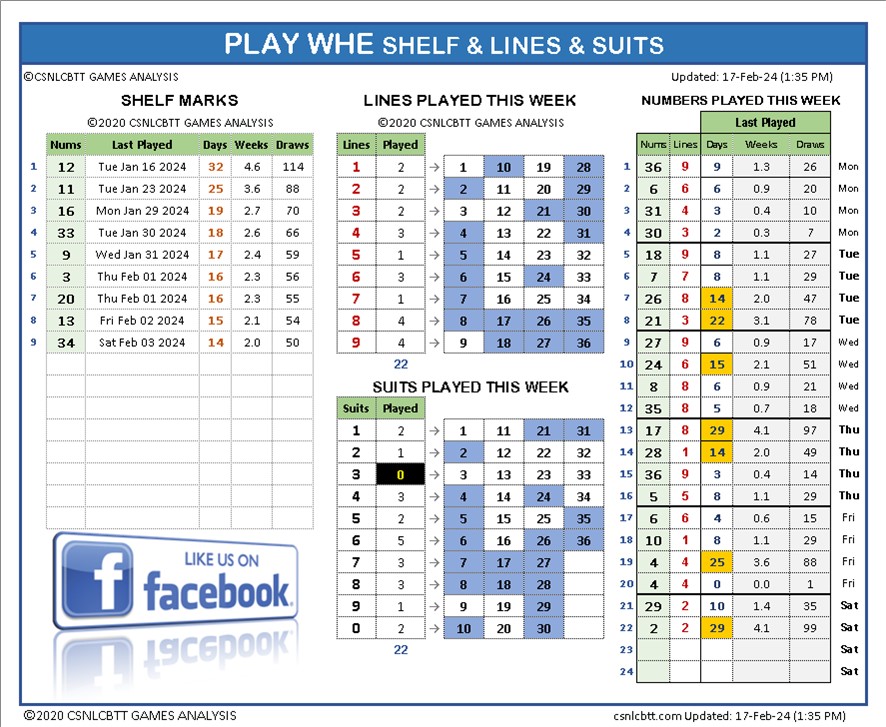 PLAY WHE SHELF & LINES & SUITS
©CSNLCBTT GAMES ANALYSIS
Updated: 17-Feb-24 (1:35 PM)
SHELF MARKS
©2020 CSNLCBTT GAMES ANALYSIS
Nums Last Played Days Weeks Draws
1 12 Tue Jan 16 2024 32 4.6 114
2 11 Tue Jan 23 2024 25 3.6 88
3 16 Mon Jan 29 2024 19 2.7 70
4 33 Tue Jan 30 2024 18 2.6 66
5 9 Wed Jan 31 2024 17 2.4 59
6 3 Thu Feb 01 2024 16 2.3 56
7 20 Thu Feb 01 2024 16 2.3 55
8 13 Fri Feb 02 2024 15 2.1 54
9 34 Sat Feb 03 2024 14 2.0 50
LIKE US ON
f facebook®
LINES PLAYED THIS WEEK
©2020 CSNLCBTT GAMES ANALYSIS
Lines Played
1 2 → 1 10 19 28
2 2 → 2 11 20 29
3 2 → 3 12 21 30
4 3 → 4 13 22 31
5 1 → 5 14 23 32
6 3 → 6 15 24 33
7 1 → 7 16 25 34
8 4 → 8 17 26 35
9 4 → 9 18 27 36
22
SUITS PLAYED THIS WEEK
Suits Played
1 2 → 1 11 21 31
2 1 → 2 12 22 32
3 0 → 3 13 23 33
4 3 → 4 14 24 34
5 2 → 5 15 25 35
6 5 → 6 16 26 36
7 3 → 7 17 27
8 3 → 8 18 28
9 1 → 9 19 29
0 2 → 10 20 30
22
NUMBERS PLAYED THIS WEEK
Last Played
Nums Lines Days Weeks Draws
1 36 9 9 1.3 26 Mon
2 6 6 6 0.9 20 Mon
3 31 4 3 0.4 10 Mon
4 30 3 2 0.3 7 Mon
5 18 9 8 1.1 27 Tue
6 7 7 8 1.1 29 Tue
7 26 8 14 2.0 47 Tue
8 21 3 22 3.1 78 Tue
9 27 9 6 0.9 17 Wed
10 24 6 15 2.1 51 Wed
11 8 8 6 0.9 21 Wed
12 35 8 5 0.7 18 Wed
13 17 8 29 4.1 97 Thu
14 28 1 14 2.0 49 Thu
15 36 9 3 0.4 14 Thu
16 5 5 8 1.1 29 Thu
17 6 6 4 0.6 15 Fri
18 10 1 8 1.1 29 Fri
19 4 4 25 3.6 88 Fri
20 4 4 0 0.0 1 Fri
21 29 2 10 1.4 35 Sat
22 2 2 29 4.1 99 Sat
23 Sat
24 Sat
©2020 CSNLCBTT GAMES ANALYSIS
csnlcbtt.com Updated: 17-Feb-24 (1:35 PM)